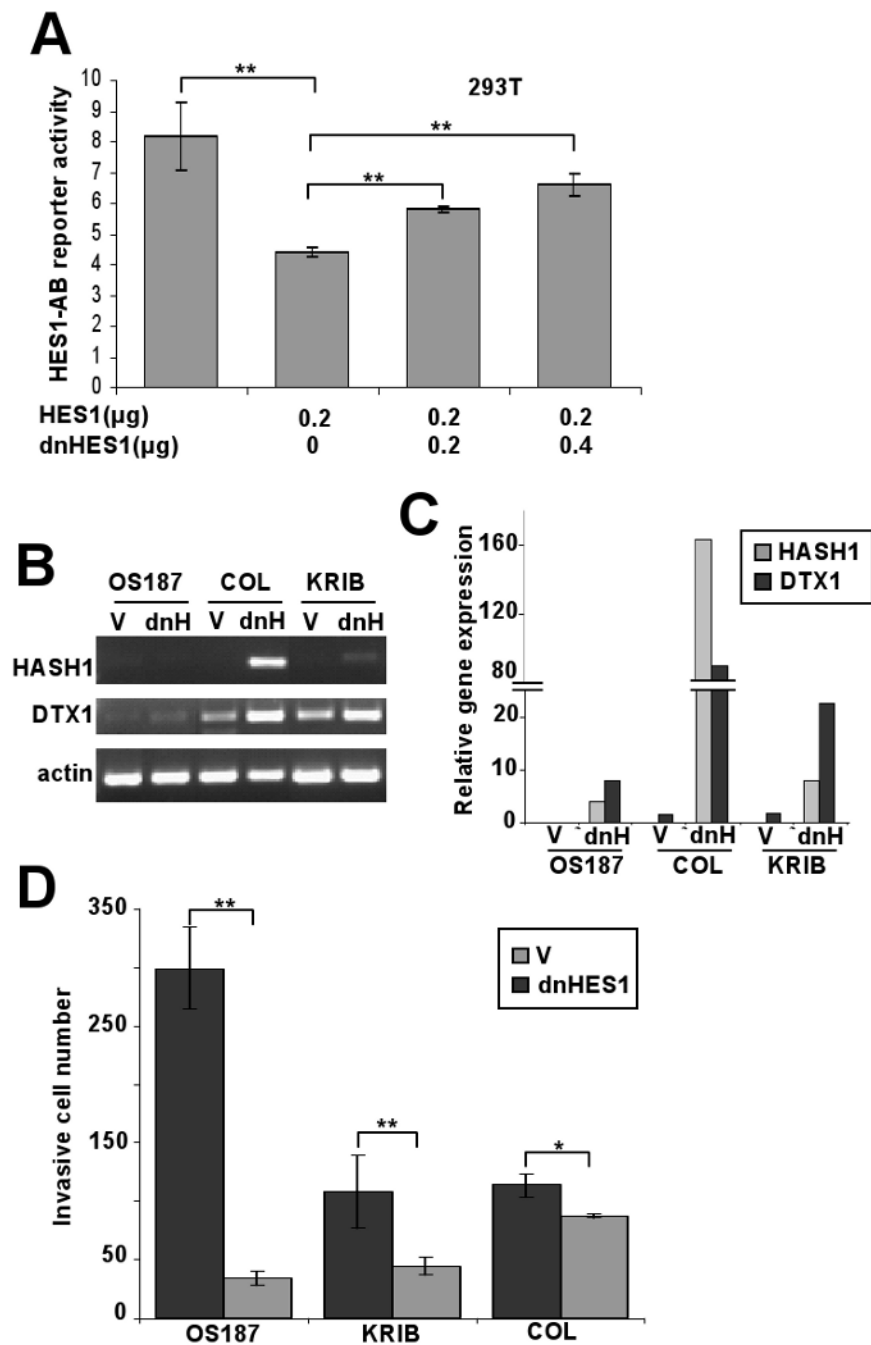 A
HES1-AB reporter activity
293T
**
**
**
10
9
8
7
6
5
4
3
2
1
0
HES1(µg) 0.2 0.2 0.2
dnHES1(µg) 0 0.2 0.4
B
OS187 COL KRIB
V dnH V dnH V dnH
HASH1
DTX1
actin
C
Relative gene expression
160
120
80
20
10
0
HASH1
DTX1
V `dnH V `dnH V `dnH
OS187 COL KRIB
D
Invasive cell number
350
250
150
50
0
**
**
*
V
dnHES1
OS187 KRIB COL